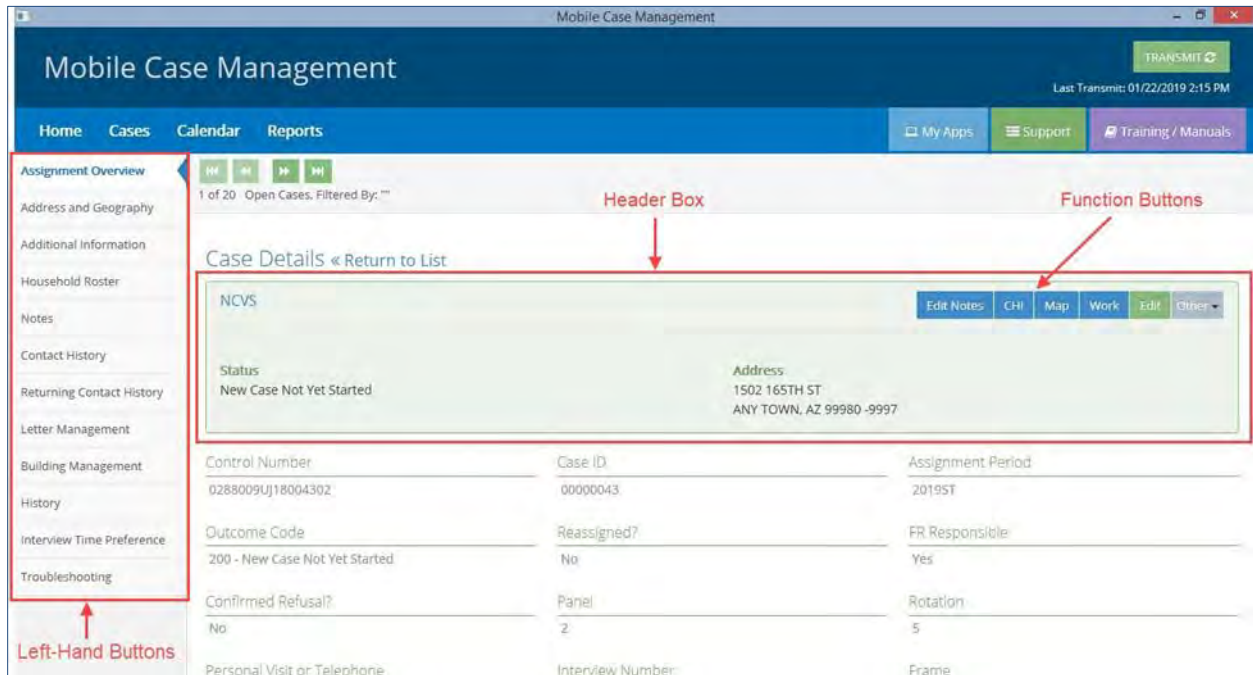 Mobile Case Management
Mobile Case Management
TRANSMIT
Last Transmit: 01/22/2019 2:15 PM
Home Cases Calendar Reports My Apps Support Training / Manuals
Assignment Overview
Address and Geography
Additional Information
Household Roster
Notes
Contact History
Returning Contact History
Letter Management
Building Management
History
Interview Time Preference
Troubleshooting
Left-Hand Buttons
1 of 20 Open Cases. Filtered By: ""
Header Box
Function Buttons
Case Details « Return to List
NCVS
Edit Notes CHI Map Work Edit Other
Status
New Case Not Yet Started
Address
1502 165TH ST
ANY TOWN, AZ 99980 -9997
Control Number Case ID Assignment Period
0288009UJ18004302 00000043 2019ST
Outcome Code Reassigned? FR Responsible
200 - New Case Not Yet Started No Yes
Confirmed Refusal? Panel Rotation
No 2 5
Personal Visit or Telephone Interview Number Frame